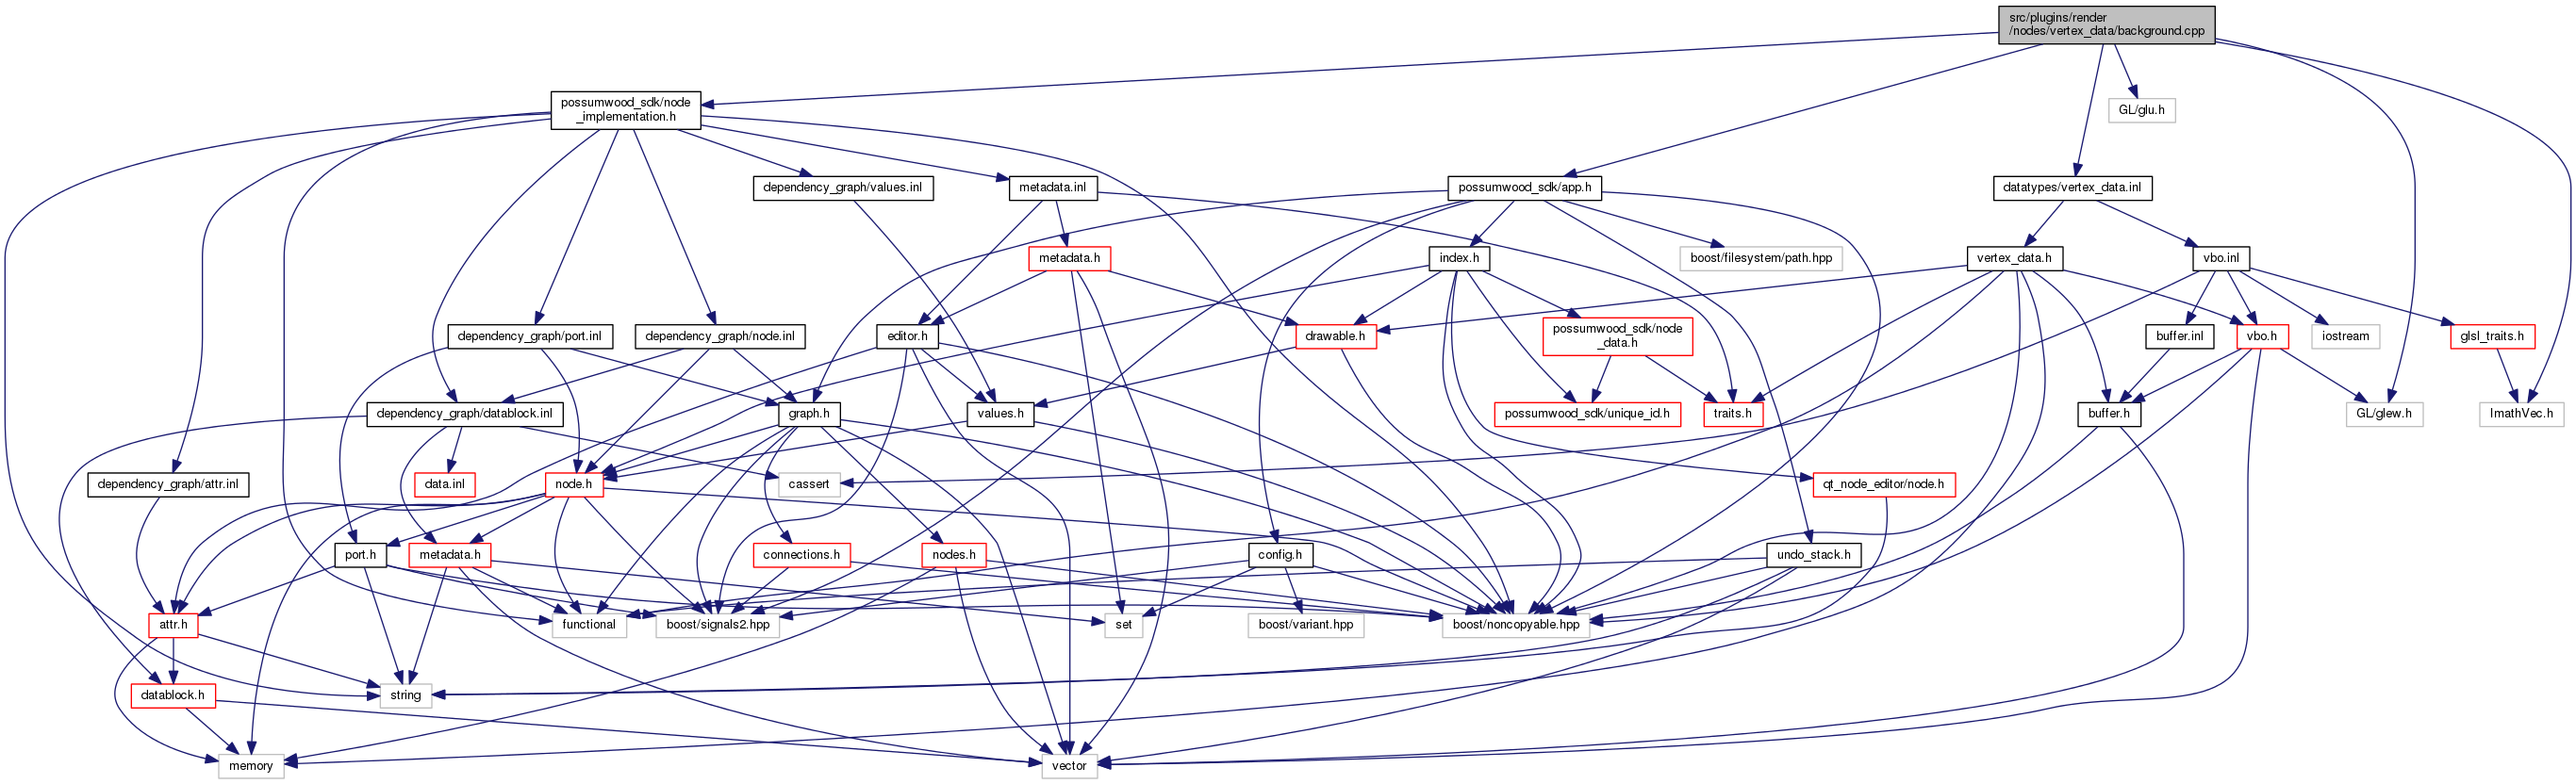 src/plugins/render
/nodes/vertex_data/background.cpp
possumwood_sdk/node
_implementation.h
GL/glu.h
dependency_graph/values.inl
metadata.inl
possumwood_sdk/app.h
datatypes/vertex_data.inl
metadata.h
index.h
boost/filesystem/path.hpp
vertex_data.h
vbo.inl
dependency_graph/port.inl
dependency_graph/node.inl
editor.h
drawable.h
possumwood_sdk/node
_data.h
buffer.inl
vbo.h
iostream
glsl_traits.h
dependency_graph/datablock.inl
graph.h
values.h
possumwood_sdk/unique_id.h
traits.h
buffer.h
GL/glew.h
ImathVec.h
dependency_graph/attr.inl
data.inl
node.h
cassert
qt_node_editor/node.h
port.h
metadata.h
connections.h
nodes.h
config.h
undo_stack.h
attr.h
functional
boost/signals2.hpp
set
boost/variant.hpp
boost/noncopyable.hpp
datablock.h
string
memory
vector